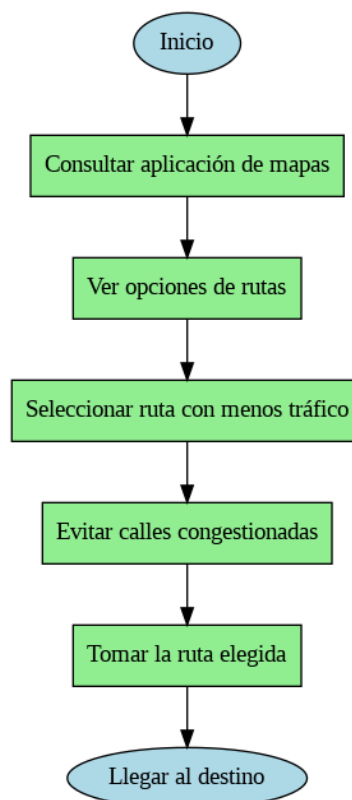 Inicio
Consultar aplicación de mapas
Ver opciones de rutas
Seleccionar ruta con menos tráfico
Evitar calles congestionadas
Tomar la ruta elegida
Llegar al destino